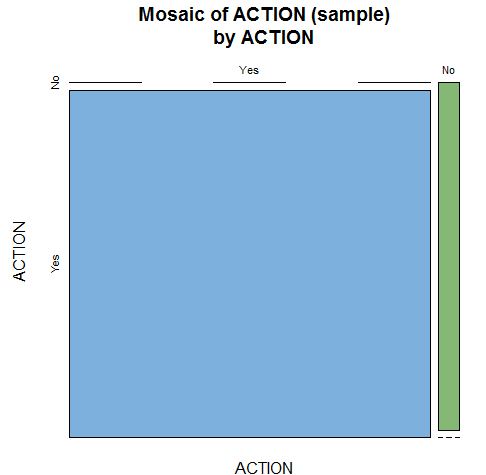 Mosaic of ACTION (sample)
by ACTION
Yes
No
No
Yes
ACTION
ACTION